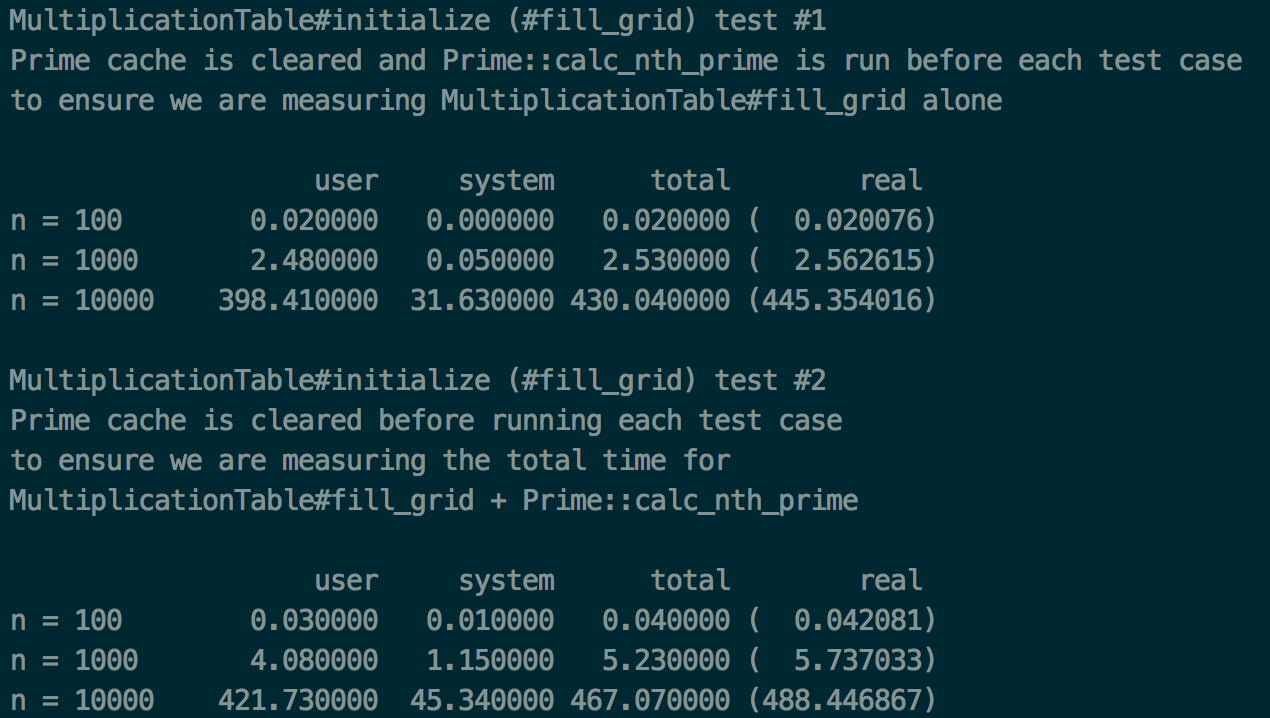 MultiplicationTable#initialize (#fill_grid) test #1
Prime cache is cleared and Prime::calc_nth_prime is run before each test case
to ensure we are measuring MultiplicationTable#fill_grid alone
user system total real
n = 100 0.020000 0.000000 0.020000 ( 0.020076)
n = 1000 2.480000 0.050000 2.530000 ( 2.562615)
n = 10000 398.410000 31.630000 430.040000 (445.354016)
MultiplicationTable#initialize (#fill_grid) test #2
Prime cache is cleared before running each test case
to ensure we are measuring the total time for
MultiplicationTable#fill_grid + Prime::calc_nth_prime
user system total real
n = 100 0.030000 0.010000 0.040000 ( 0.042081)
n = 1000 4.080000 1.150000 5.230000 ( 5.737033)
n = 10000 421.730000 45.340000 467.070000 (488.446867)